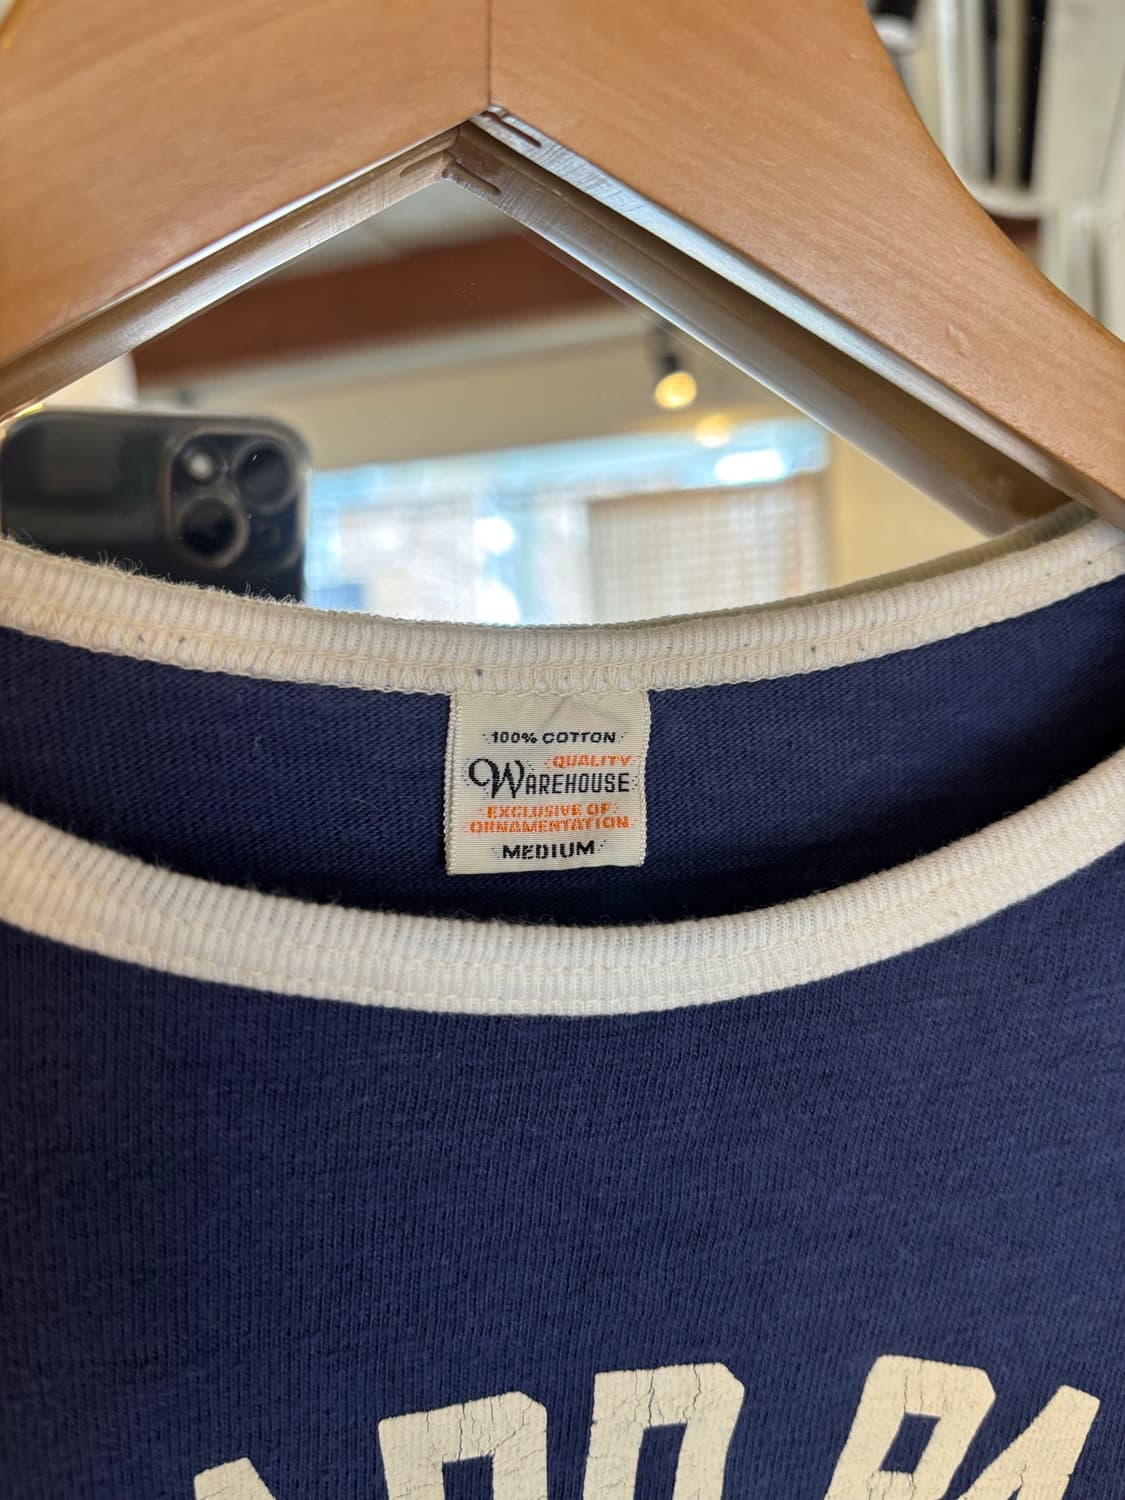 100% COTTON
QUALITY
WAREHOUSE
EXCLUSIVE OF
ORNAMENTATION
MEDIUM